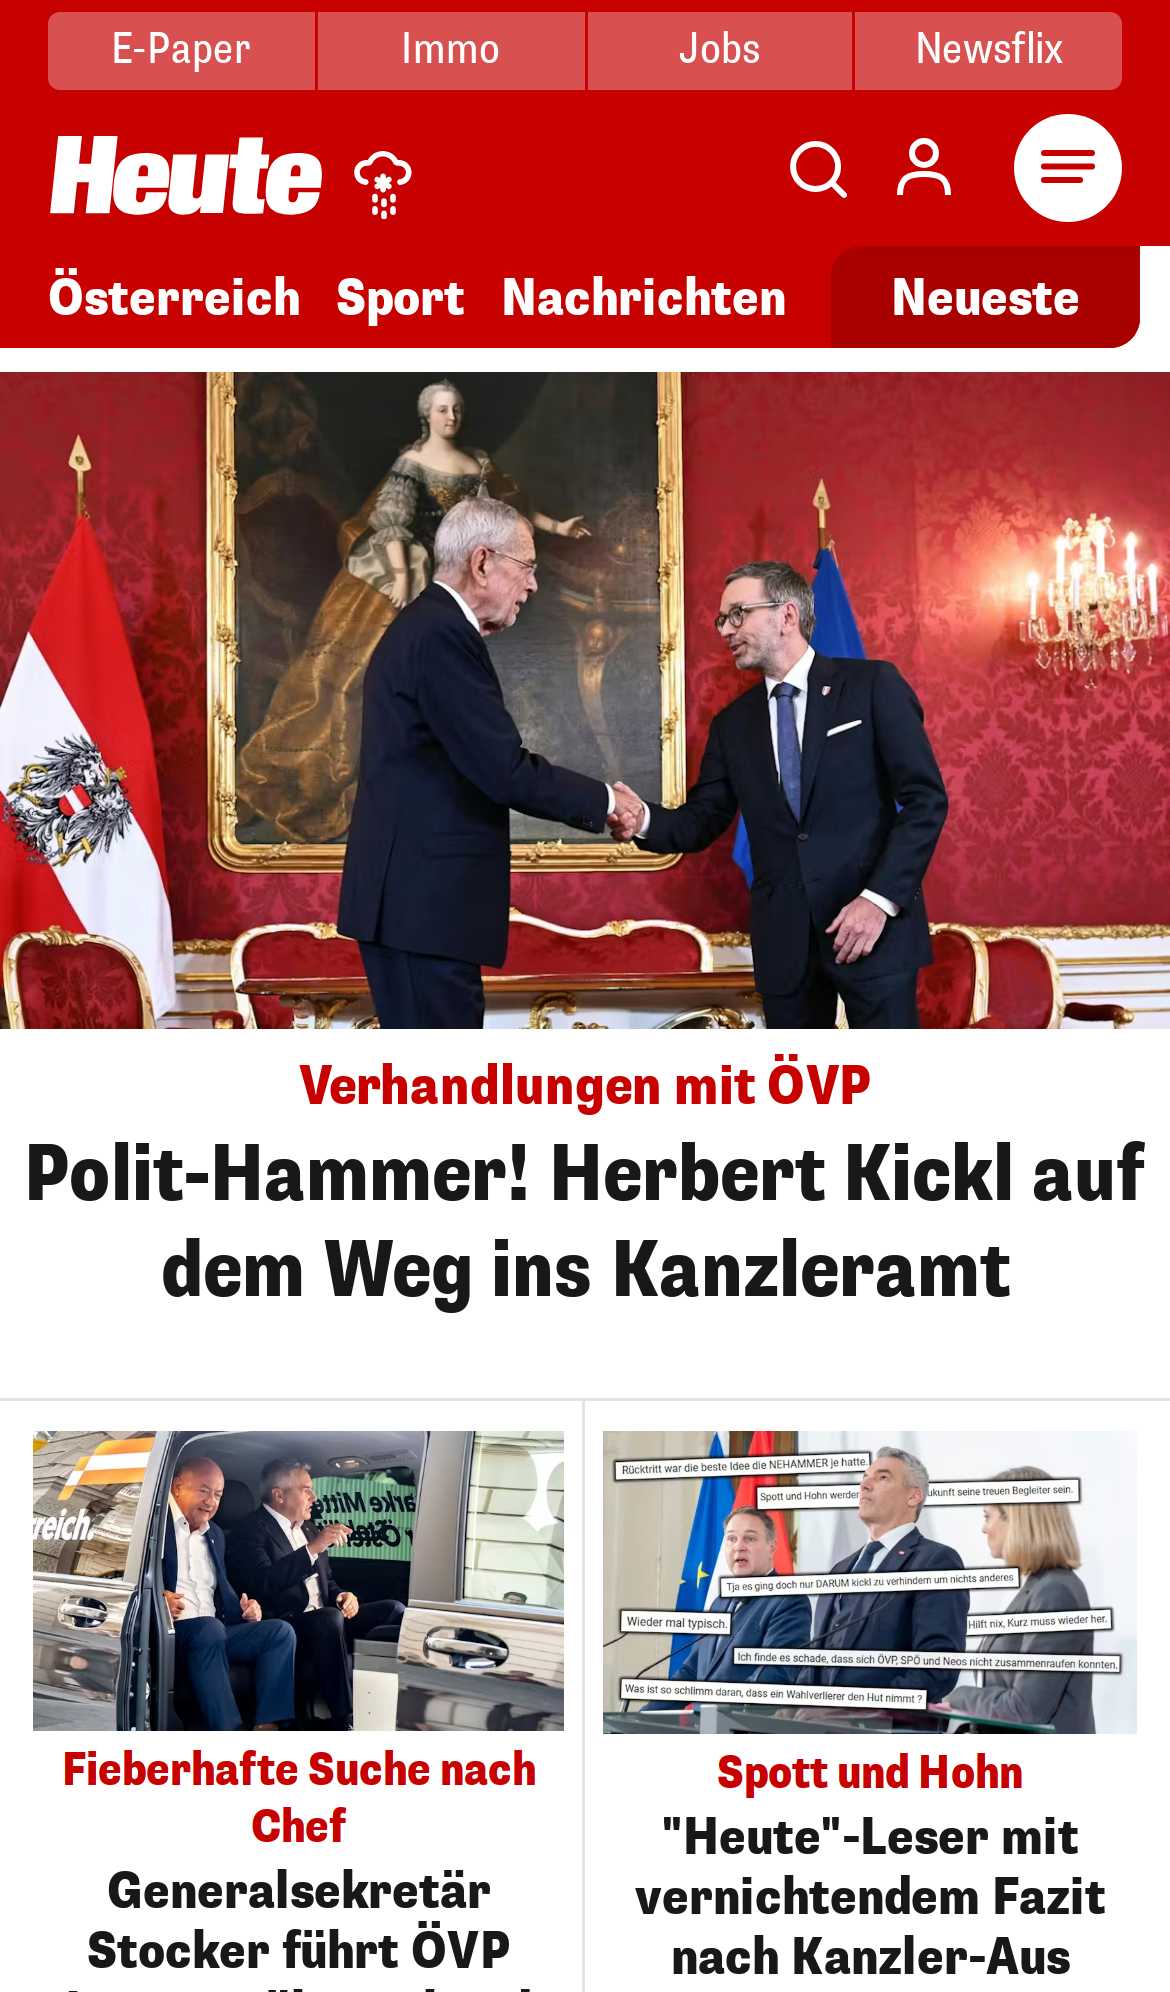 E-Paper
Immo
Jobs
Newsflix
Heute
Österreich
Sport
Nachrichten
Neueste
Verhandlungen mit ÖVP
Polit-Hammer! Herbert Kickl auf
dem Weg ins Kanzleramt
reich.
Fieberhafte Suche nach
Chef
Generalsekretär
Stocker führt ÖVP
Rücktritt war die beste Idee die NEHAMMER je hatte.
Spott und Hohn werden
ukunft seine treuen Begleiter sein.
Tja es ging doch nur DARUM kickl zu verhindern um nichts anderes
Wieder mal typisch.
Hilft nix, Kurz muss wieder her.
Ich finde es schade, dass sich ÖVP, SPÖ und Neos nicht zusammenraufen konnten.
Was ist so schlimm daran, dass ein Wahlverlierer den Hut nimmt ?
Spott und Hohn
"Heute"-Leser mit
vernichtendem Fazit
nach Kanzler-Aus